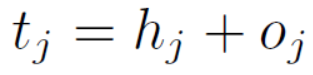 t_j = h_j + o_j